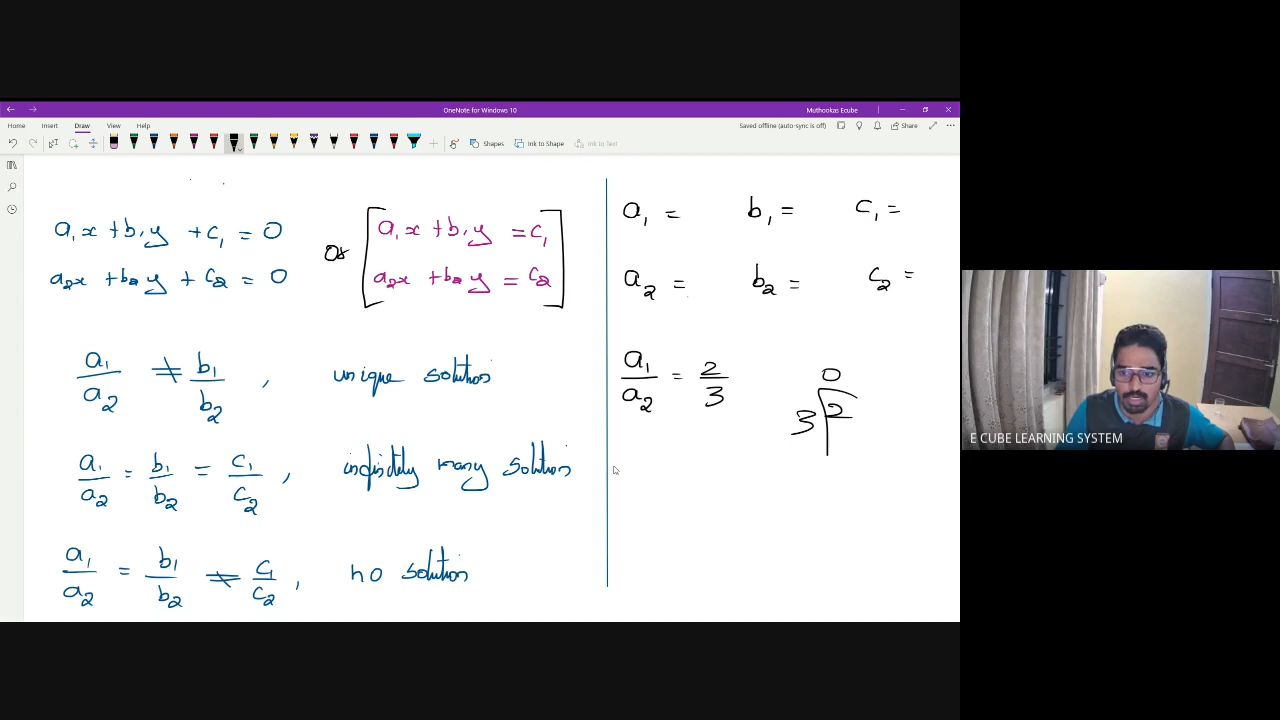 OneNote for Windows 10
Muthookas Ecube
Home Insert Draw View Help
Saved offline (auto-sync is off)
Share
Shapes Ink to Shape Ink to Text
a₁x + b₁y + c₁ = 0
a₂x + b₂y + c₂ = 0
Or
a₁x + b₁y = c₁
a₂x + b₂y = c₂
a₁/a₂ ≠ b₁/b₂ , unique solution
a₁/a₂ = b₁/b₂ = c₁/c₂ , infinitely many solution
a₁/a₂ = b₁/b₂ ≠ c₁/c₂ , no solution
a₁ = b₁ = c₁ =
a₂ = b₂ = c₂ =
a₁/a₂ = 2/3
0
3 2
E CUBE LEARNING SYSTEM